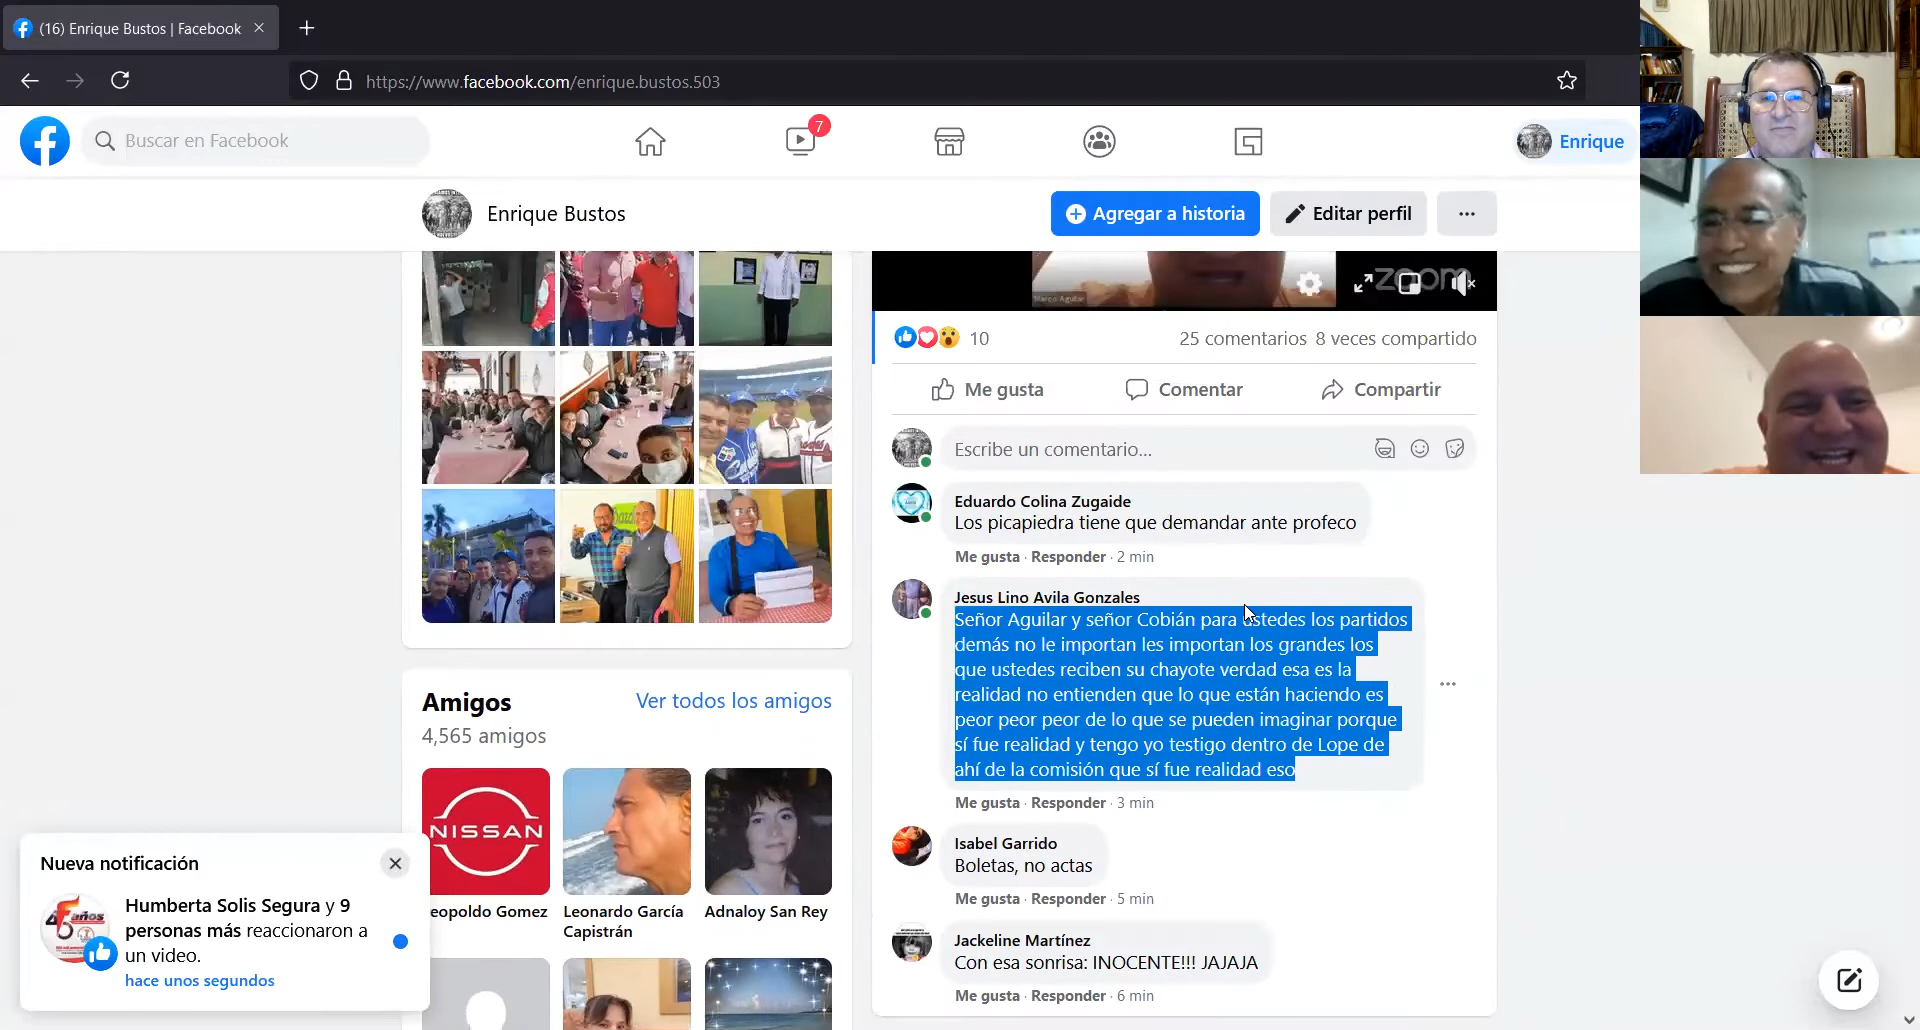 (16) Enrique Bustos | Facebook
https://www.facebook.com/enrique.bustos.503
Buscar en Facebook
7
Enrique
Enrique Bustos
Agregar a historia
Editar perfil
Marco Aguilar
zoom
10
25 comentarios 8 veces compartido
Me gusta
Comentar
Compartir
Escribe un comentario...
Eduardo Colina Zugaide
Los picapiedra tiene que demandar ante profeco
Me gusta · Responder · 2 min
Jesus Lino Avila Gonzales
Señor Aguilar y señor Cobián para ustedes los partidos
demás no le importan les importan los grandes los
que ustedes reciben su chayote verdad esa es la
realidad no entienden que lo que están haciendo es
peor peor peor de lo que se pueden imaginar porque
sí fue realidad y tengo yo testigo dentro de Lope de
ahí de la comisión que sí fue realidad eso
Me gusta · Responder · 3 min
Isabel Garrido
Boletas, no actas
Me gusta · Responder · 5 min
Jackeline Martínez
Con esa sonrisa: INOCENTE!!! JAJAJA
Me gusta · Responder · 6 min
Amigos
Ver todos los amigos
4,565 amigos
NISSAN
eopoldo Gomez
Leonardo García
Capistrán
Adnaloy San Rey
Nueva notificación
45 años
Humberta Solis Segura y 9
personas más reaccionaron a
un video.
hace unos segundos